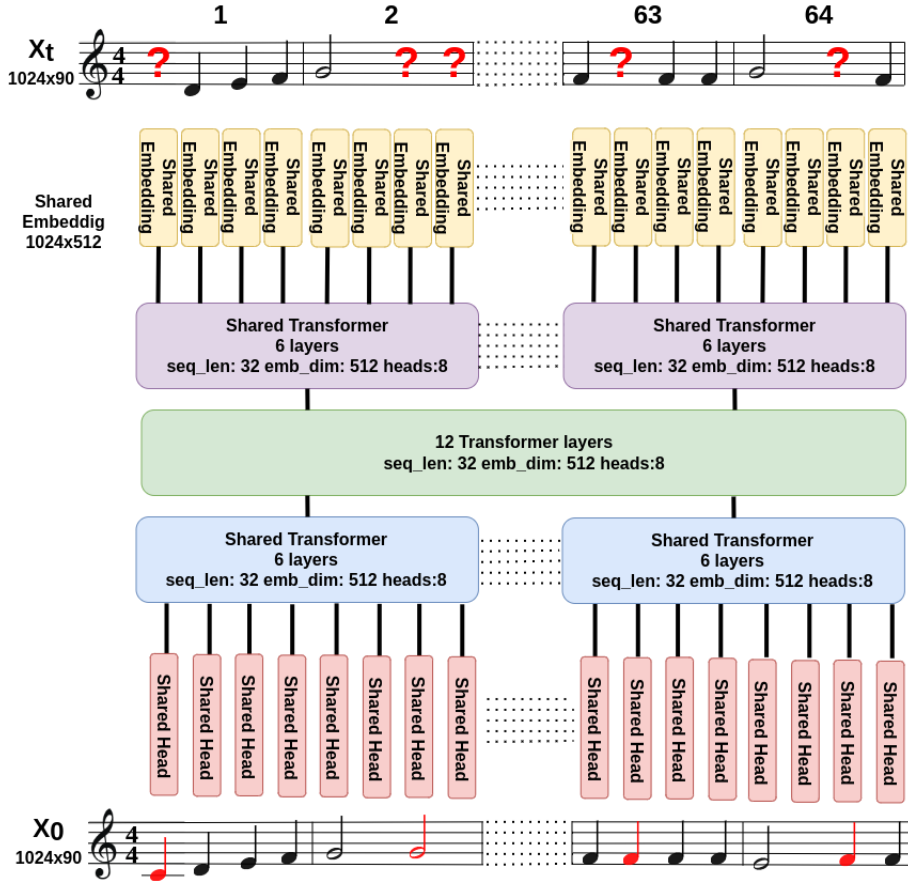 1 2 63 64
Xt
1024x90
4
4
? ? ? ? ?
Shared Embedding Shared Embedding Shared Embedding Shared Embedding Shared Embedding Shared Embedding Shared Embedding Shared Embedding Shared Embedding Shared Embedding Shared Embedding Shared Embedding Shared Embedding Shared Embedding Shared Embedding Shared Embedding
Shared
Embeddig
1024x512
Shared Transformer
6 layers
seq_len: 32 emb_dim: 512 heads:8
Shared Transformer
6 layers
seq_len: 32 emb_dim: 512 heads:8
12 Transformer layers
seq_len: 32 emb_dim: 512 heads:8
Shared Transformer
6 layers
seq_len: 32 emb_dim: 512 heads:8
Shared Transformer
6 layers
seq_len: 32 emb_dim: 512 heads:8
Shared Head Shared Head Shared Head Shared Head Shared Head Shared Head Shared Head Shared Head Shared Head Shared Head Shared Head Shared Head Shared Head Shared Head Shared Head Shared Head
X0
1024x90
4
4